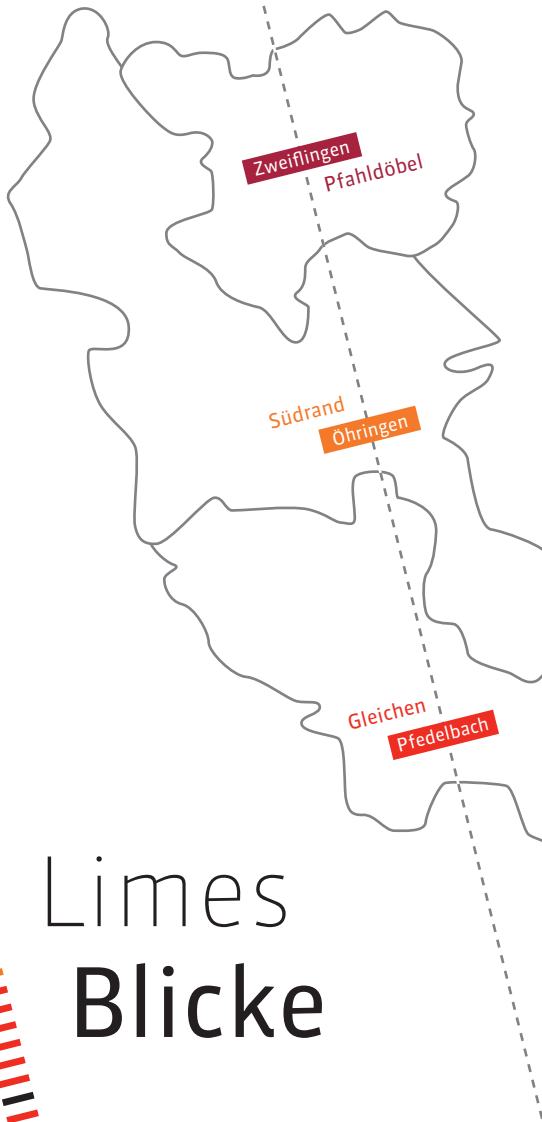 Zweiflingen
Pfahldöbel
Südrand
Öhringen
Gleichen
Pfedelbach
Limes
Blicke